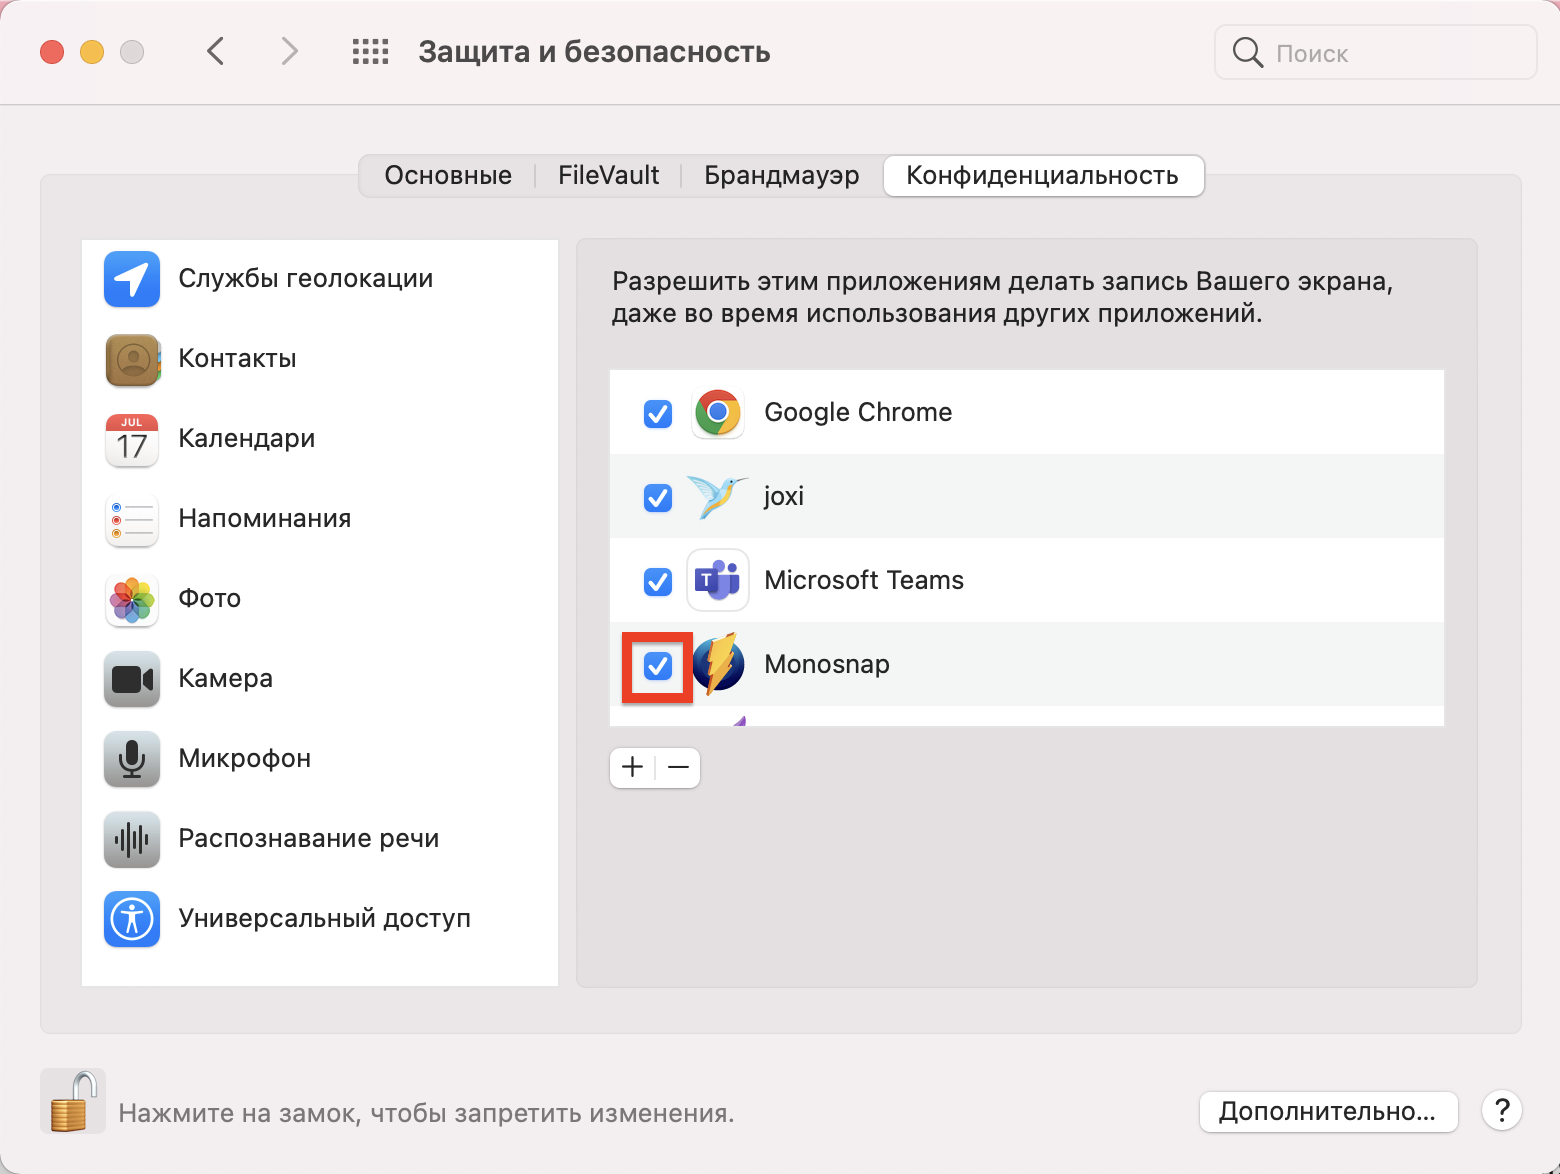 Защита и безопасность
Поиск
Основные
FileVault
Брандмауэр
Конфиденциальность
Службы геолокации
Контакты
JUL
17
Календари
Напоминания
Фото
Камера
Микрофон
Распознавание речи
Универсальный доступ
Разрешить этим приложениям делать запись Вашего экрана,
даже во время использования других приложений.
Google Chrome
joxi
T
Microsoft Teams
Monosnap
Нажмите на замок, чтобы запретить изменения.
Дополнительно...
?